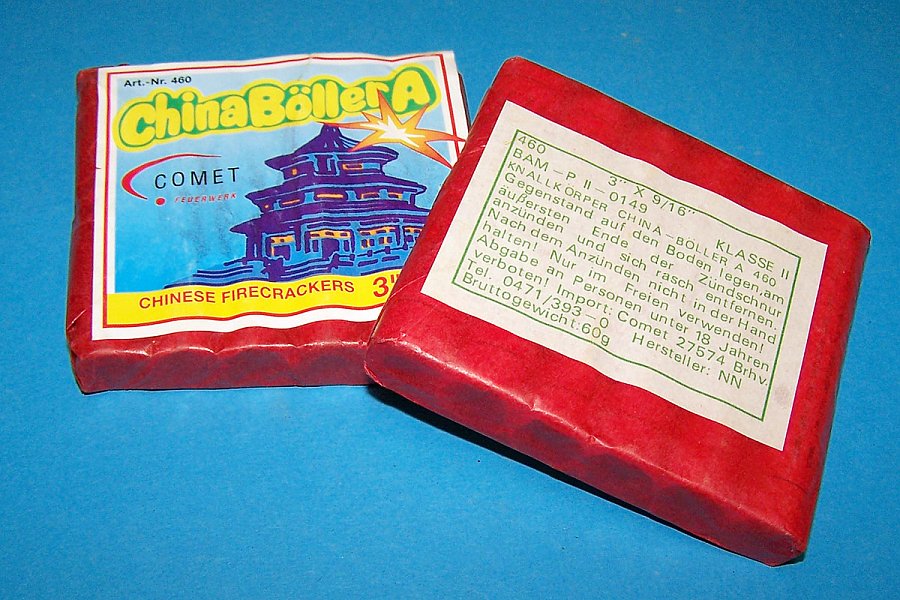 Art.-Nr. 460
ChinaBöller A
COMET
FEUERWERK
CHINESE FIRECRACKERS 3"
460 3" X 9/16" KLASSE II
BAM-P II-0149
KNALLKÖRPER CHINA-BÖLLER A 460
Gegenstand auf den Boden legen, am
äußersten Ende der Zündschnur
anzünden und sich rasch entfernen.
Nach dem Anzünden nicht in der Hand
halten! Nur im Freien verwenden!
Abgabe an Personen unter 18 Jahren
verboten! Import: Comet 27574 Brhv.
Tel. 0471/393-0 Hersteller: NN
Bruttogewicht: 60g